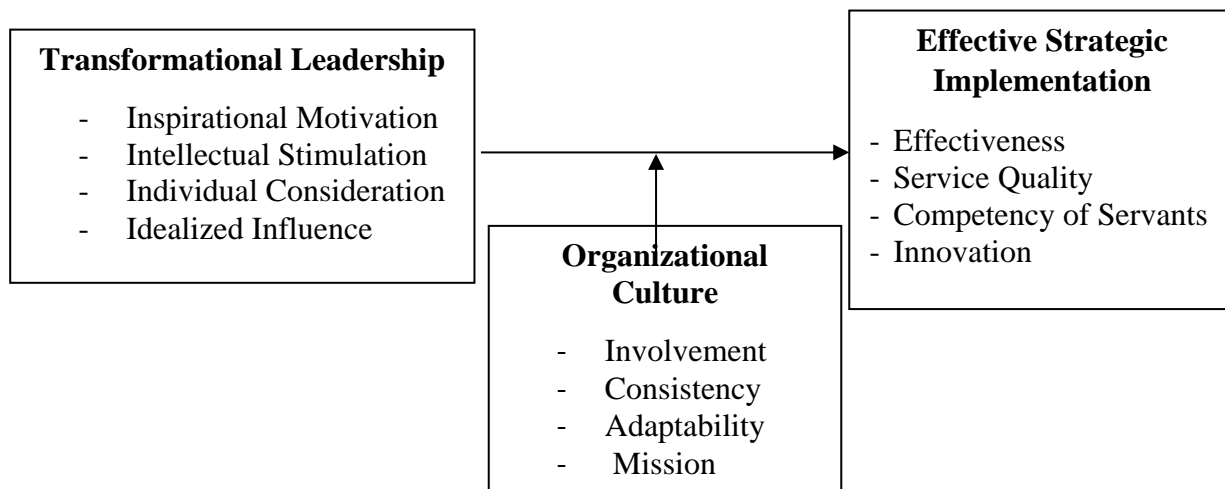 Transformational Leadership
- Inspirational Motivation
- Intellectual Stimulation
- Individual Consideration
- Idealized Influence
Organizational
Culture
- Involvement
- Consistency
- Adaptability
- Mission
Effective Strategic
Implementation
- Effectiveness
- Service Quality
- Competency of Servants
- Innovation